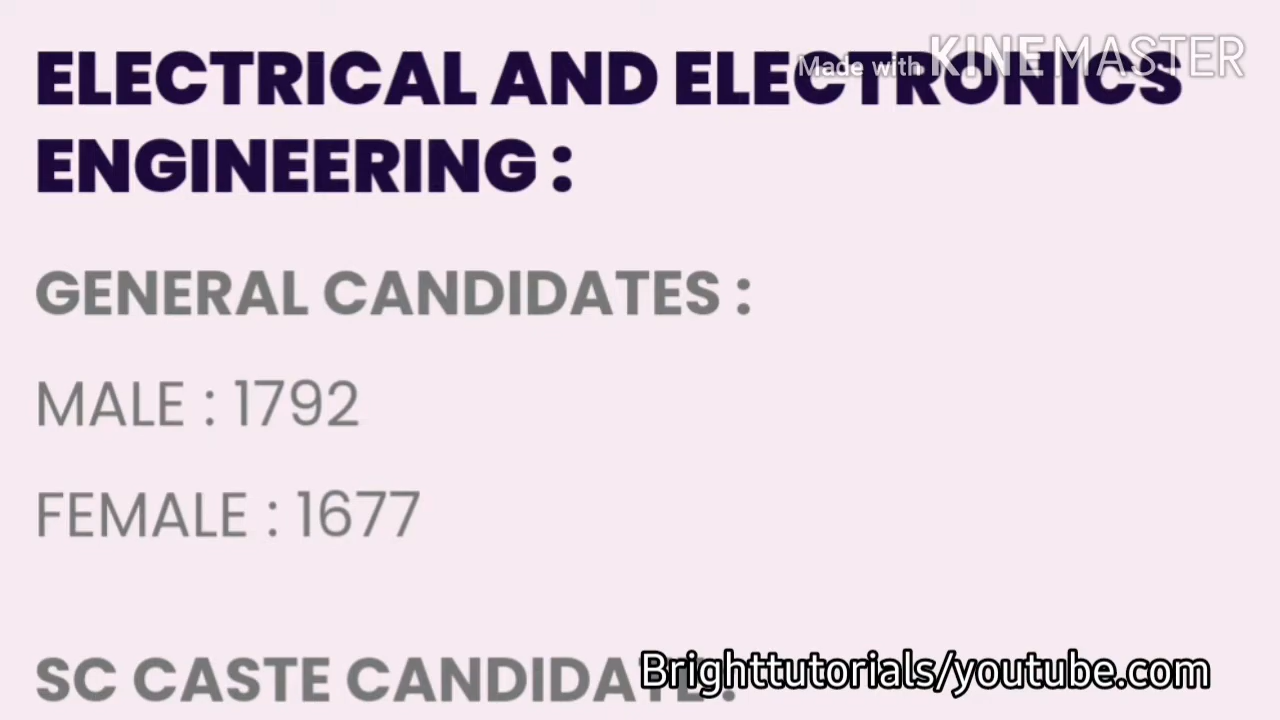 Made with KINEMASTER
ELECTRICAL AND ELECTRONICS
ENGINEERING :
GENERAL CANDIDATES :
MALE : 1792
FEMALE : 1677
SC CASTE CANDIDATE :
Brighttutorials/youtube.com